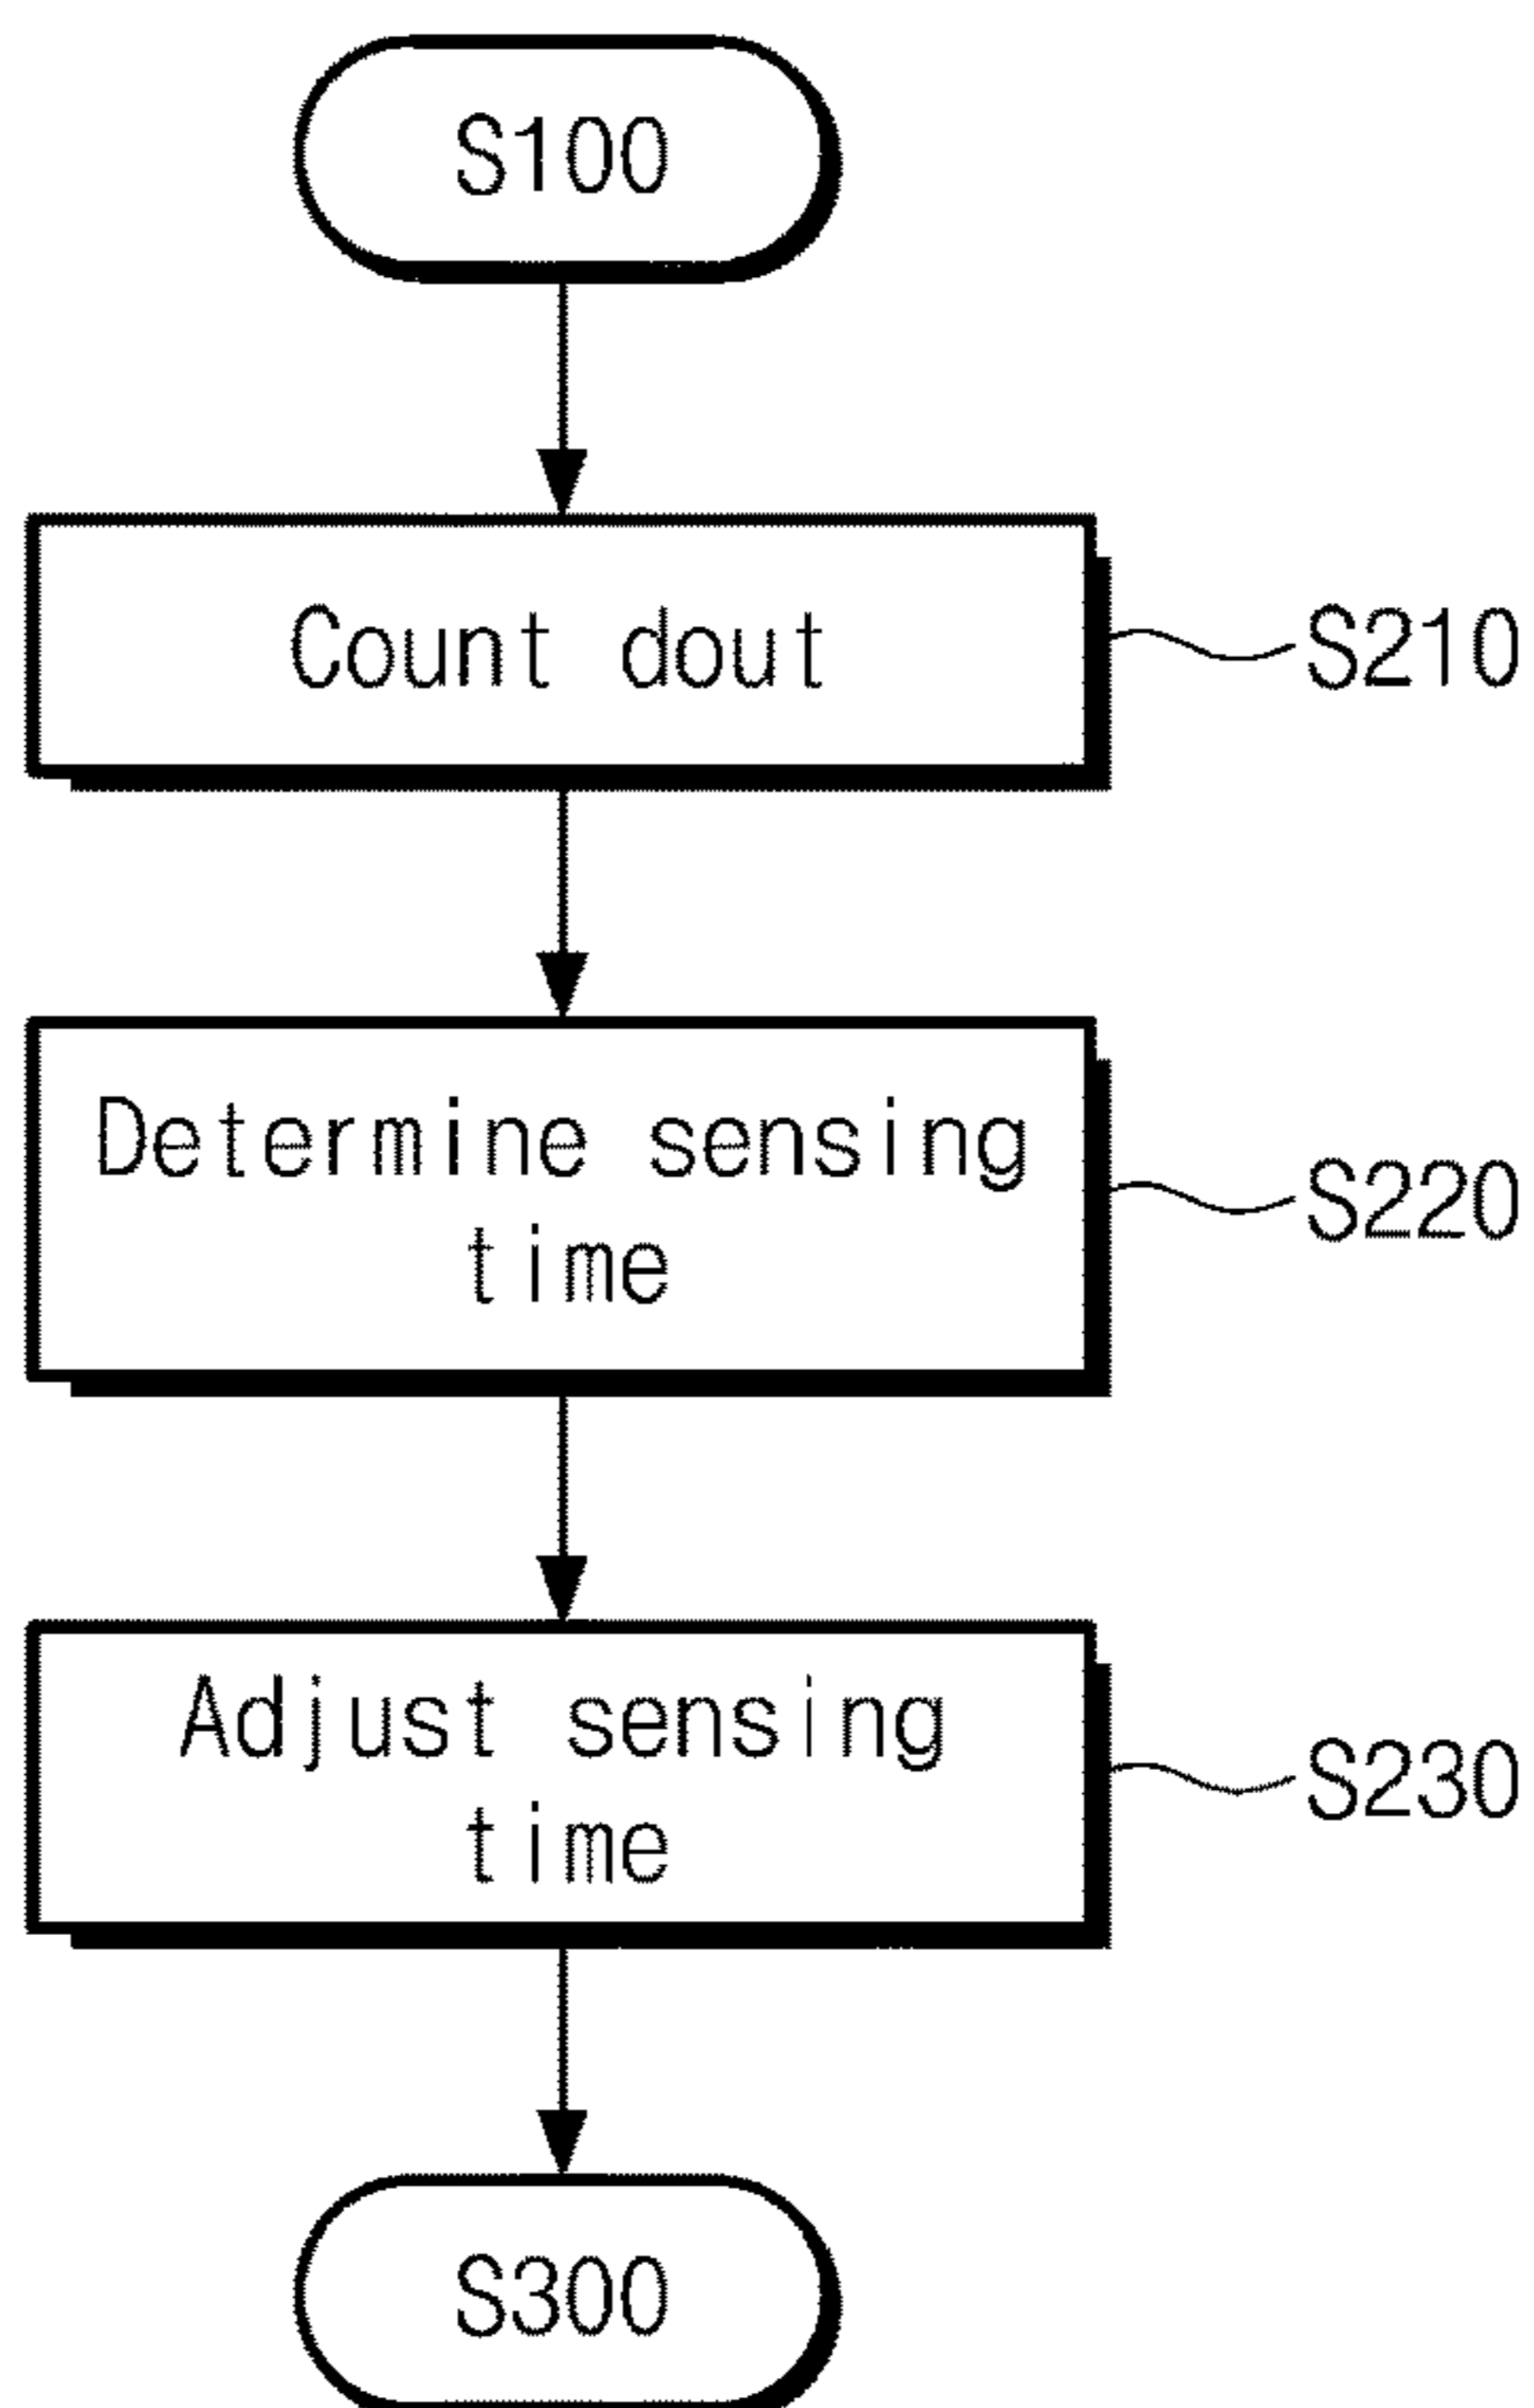 S100
Count dout
S210
Determine sensing
time
S220
Adjust sensing
time
S230
S300